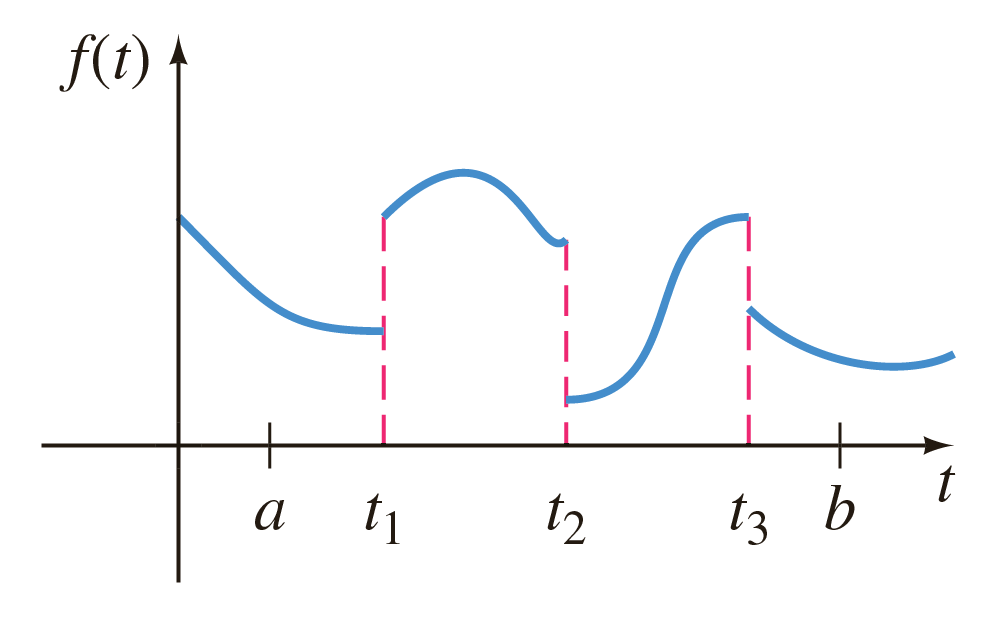 f(t)
t
a t₁ t₂ t₃ b